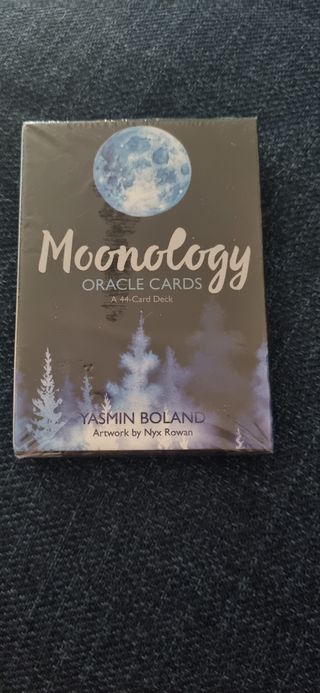 Moonology
ORACLE CARDS
A 44-Card Deck
YASMIN BOLAND
Artwork by Nyx Rowan